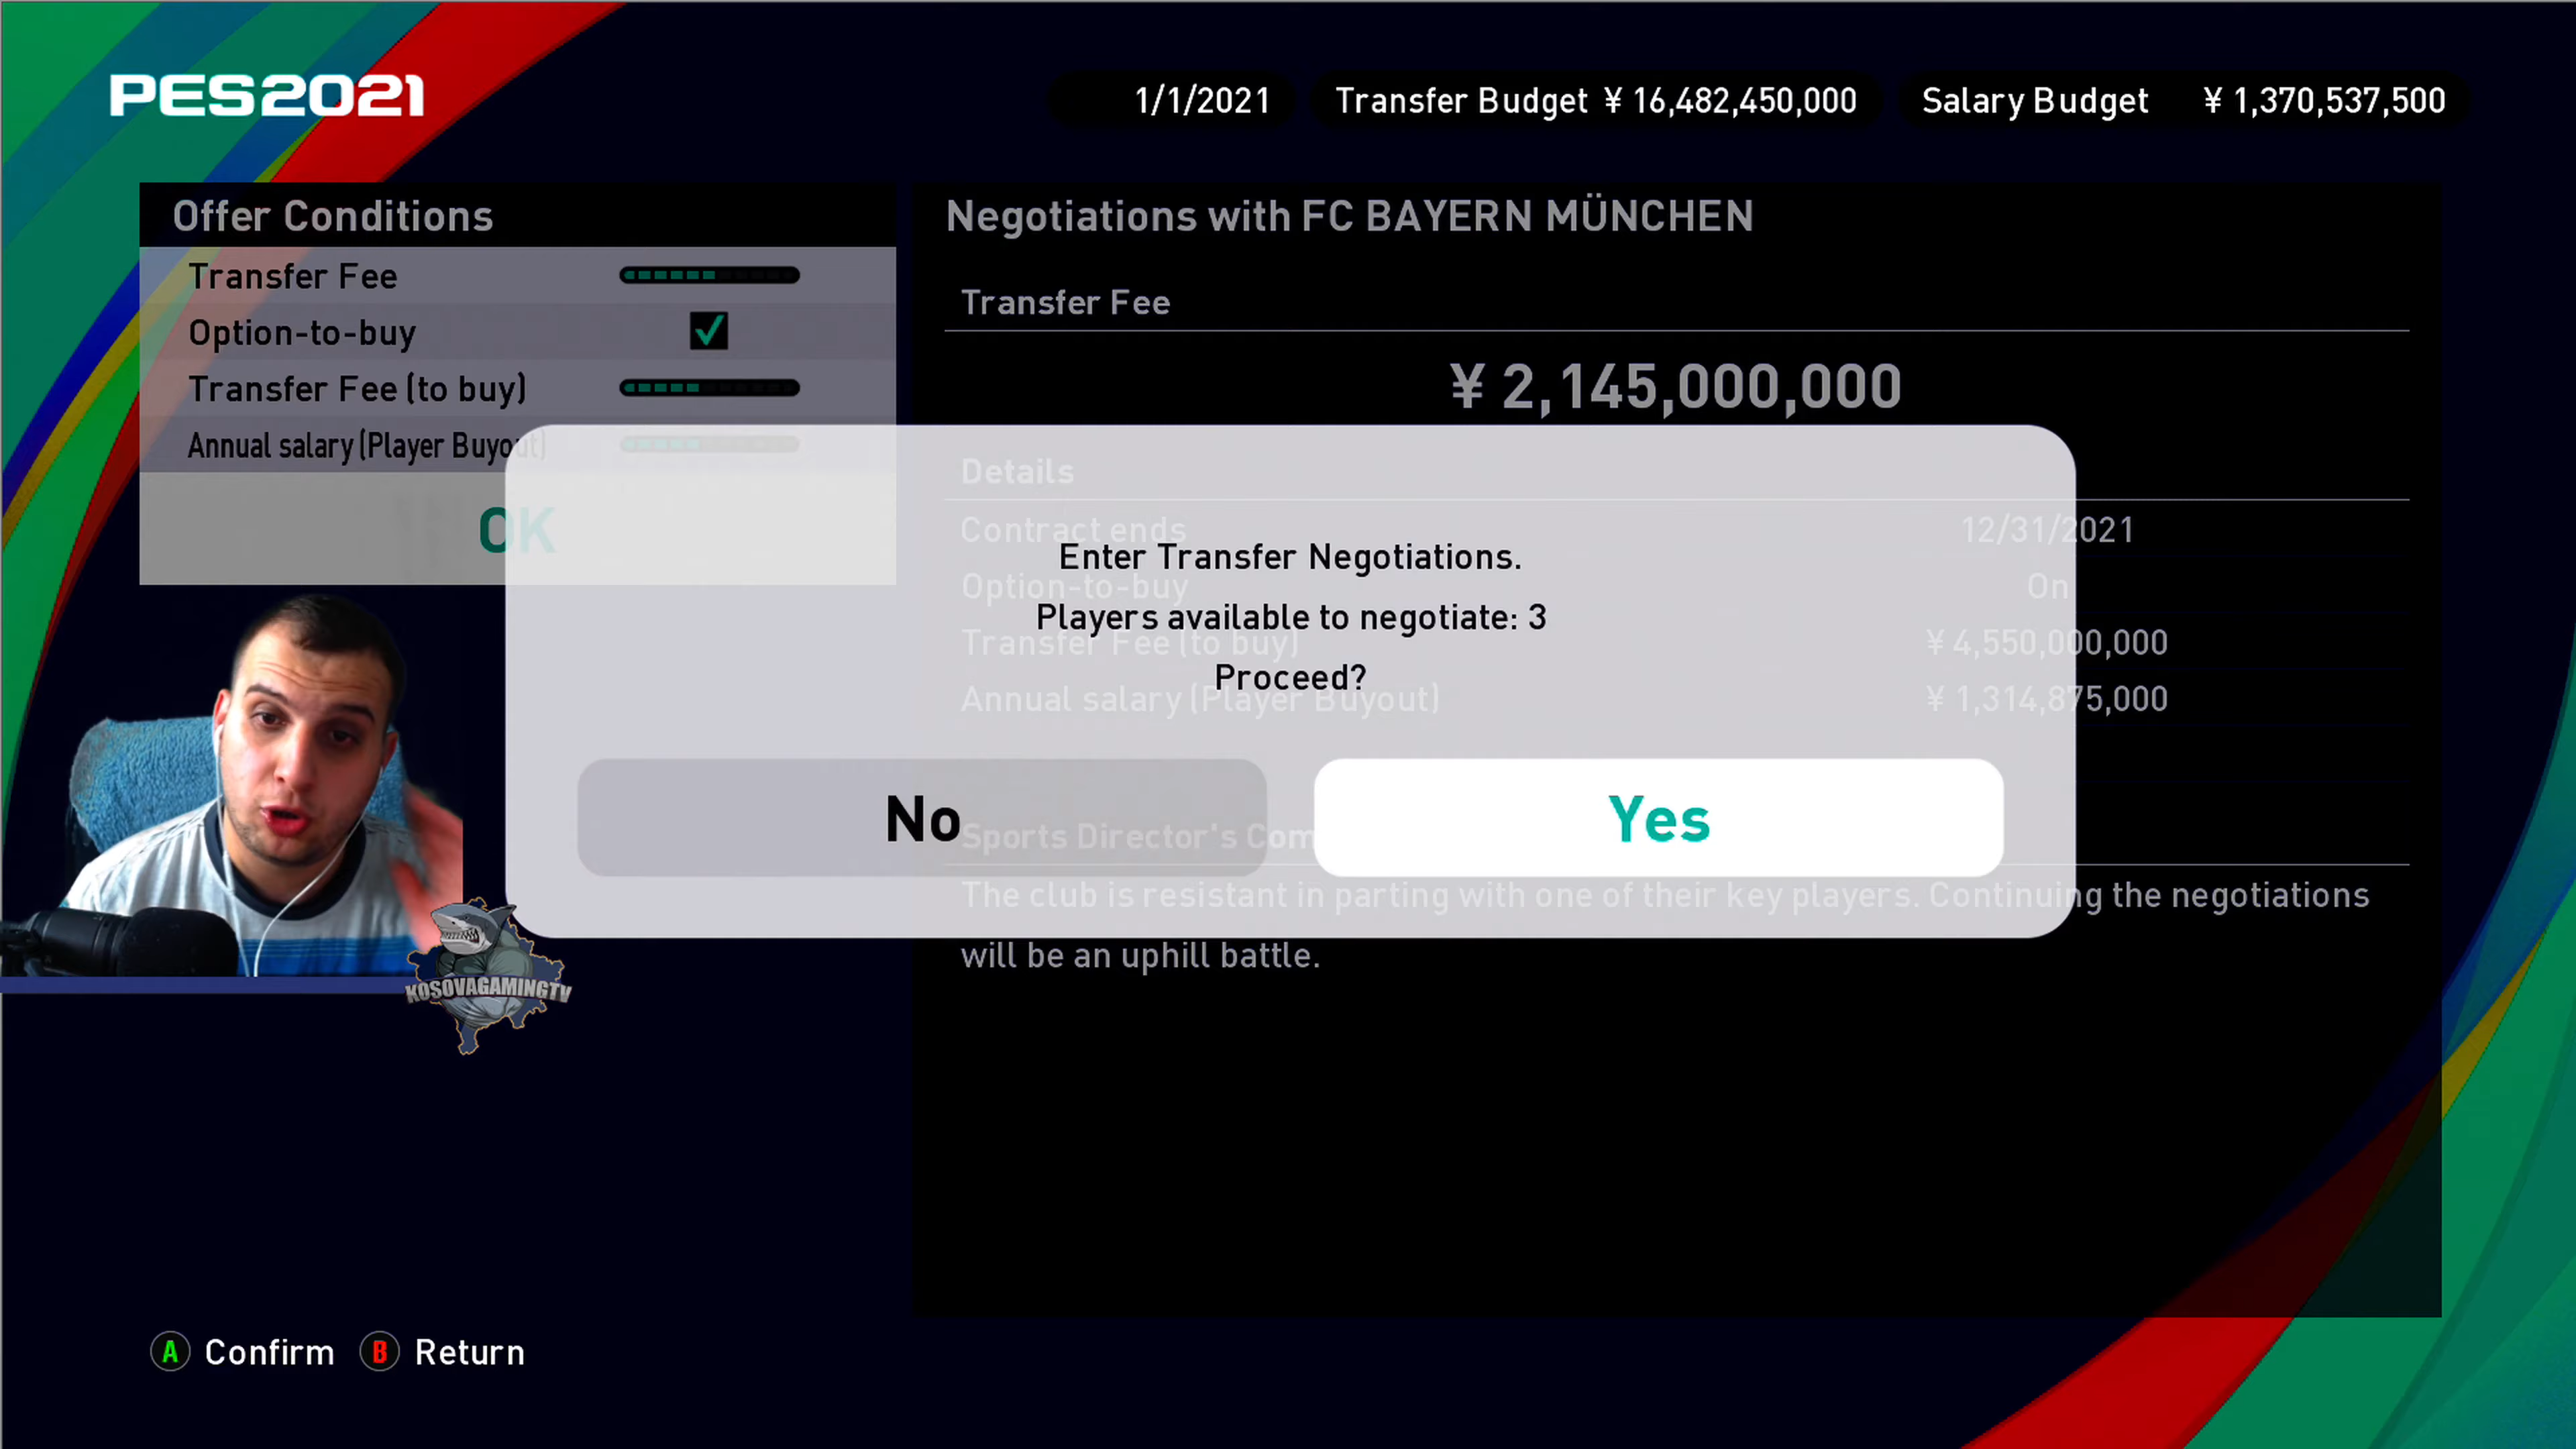 PES2021
1/1/2021
Transfer Budget ¥ 16,482,450,000
Salary Budget ¥ 1,370,537,500
Offer Conditions
Transfer Fee
Option-to-buy
Transfer Fee (to buy)
Annual salary (Player Buyout)
OK
Negotiations with FC BAYERN MÜNCHEN
Transfer Fee
¥ 2,145,000,000
Details
Contract ends 12/31/2021
Option-to-buy On
Transfer Fee (to buy) ¥ 4,550,000,000
Annual salary (Player Buyout) ¥ 1,314,875,000
Sports Director's Com
The club is resistant in parting with one of their key players. Continuing the negotiations
will be an uphill battle.
Enter Transfer Negotiations.
Players available to negotiate: 3
Proceed?
No
Yes
KOSOVAGAMINGTV
A Confirm B Return